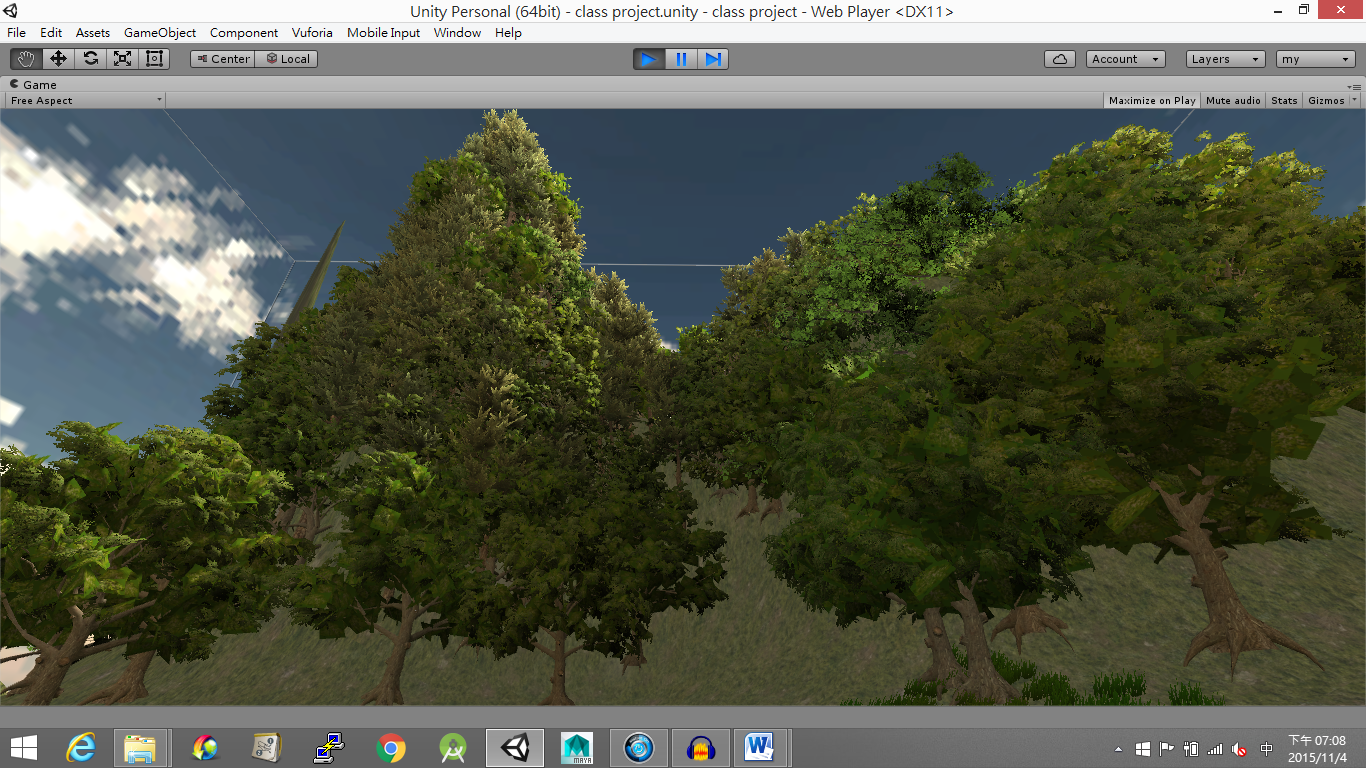 Unity Personal (64bit) - class project.unity - class project - Web Player <DX11>
File Edit Assets GameObject Component Vuforia Mobile Input Window Help
Center Local Account Layers my
Game
Free Aspect Maximize on Play Mute audio Stats Gizmos
MAYA
中
下午 07:08
2015/11/4